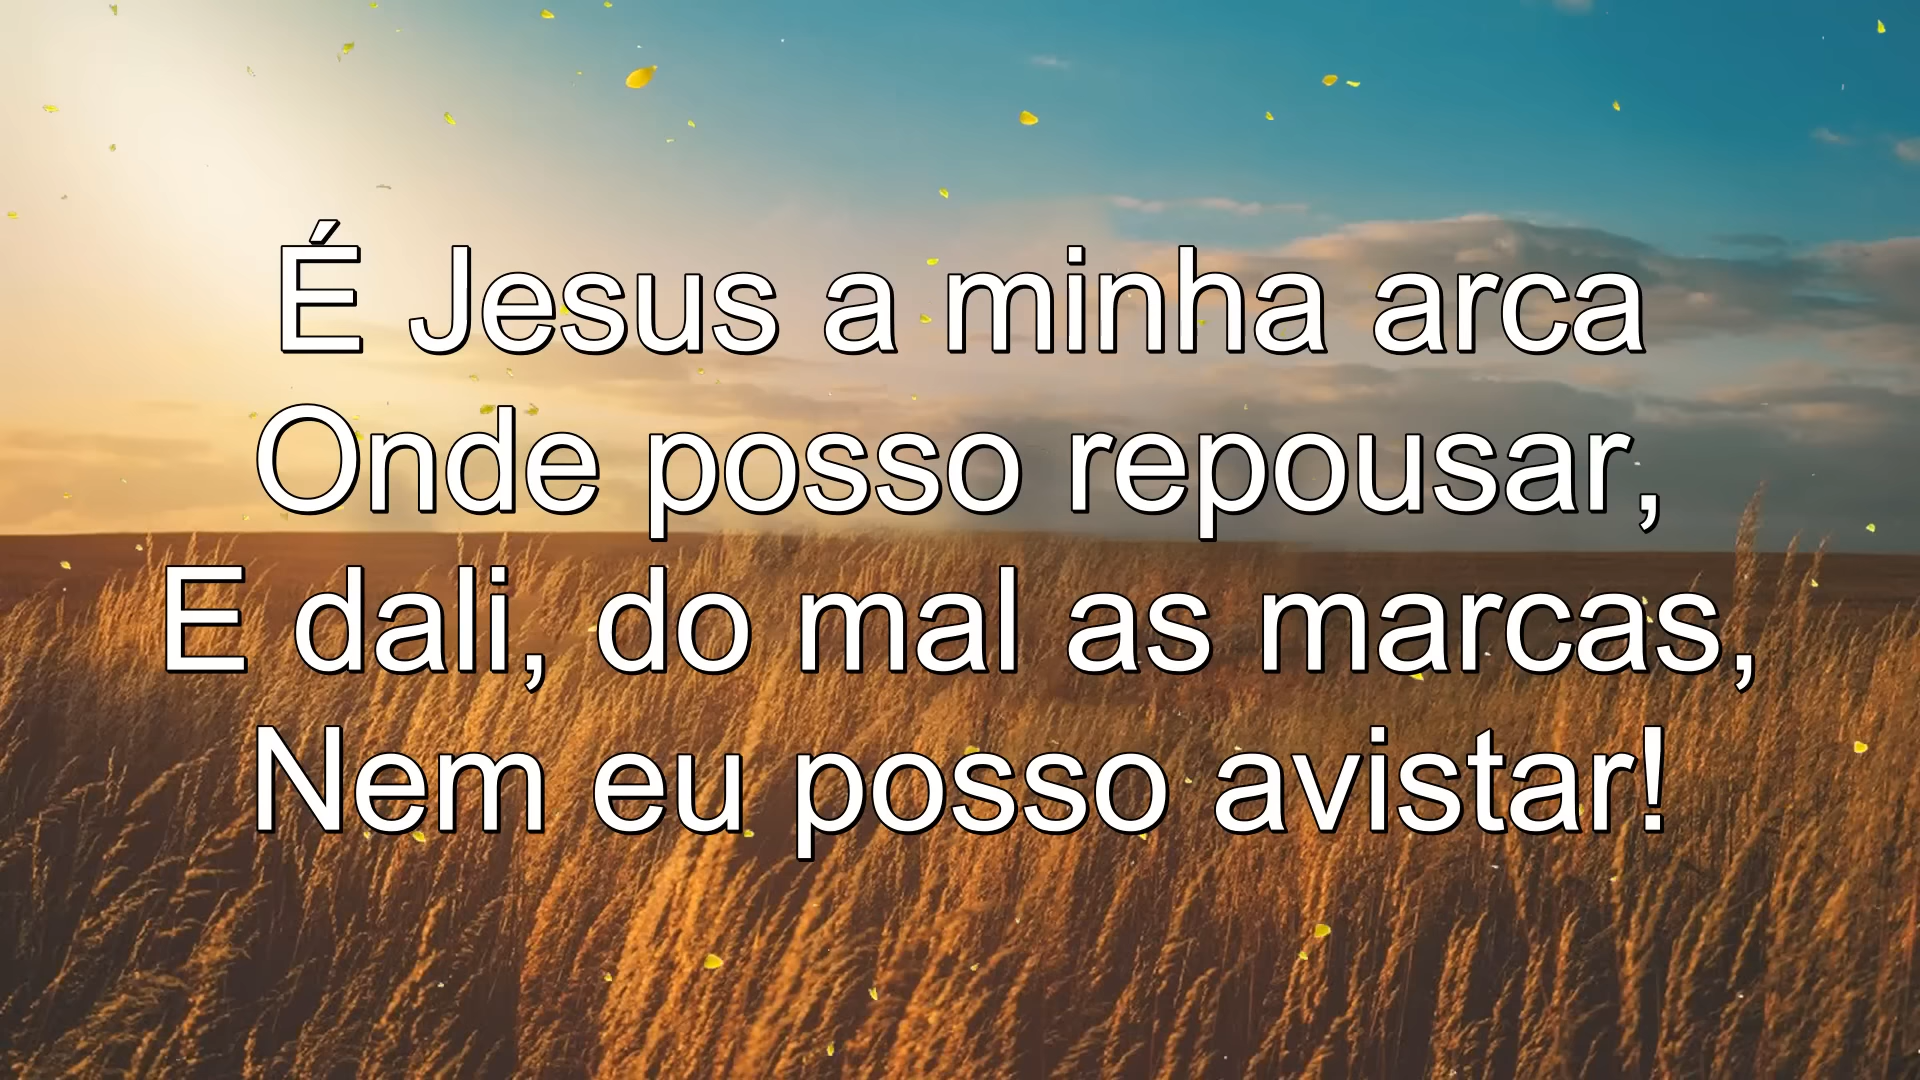 É Jesus a minha arca
Onde posso repousar,
E dali, do mal as marcas,
Nem eu posso avistar!